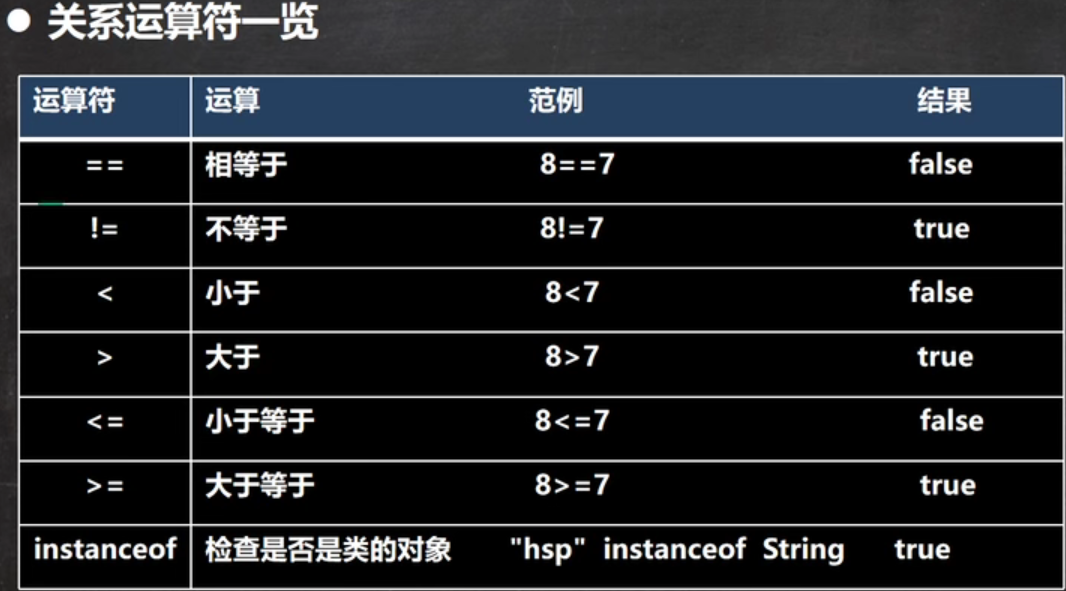 ● 关系运算符一览
运算符 运算 范例 结果
== 相等于 8==7 false
!= 不等于 8!=7 true
< 小于 8<7 false
> 大于 8>7 true
<= 小于等于 8<=7 false
>= 大于等于 8>=7 true
instanceof 检查是否是类的对象 "hsp" instanceof String true